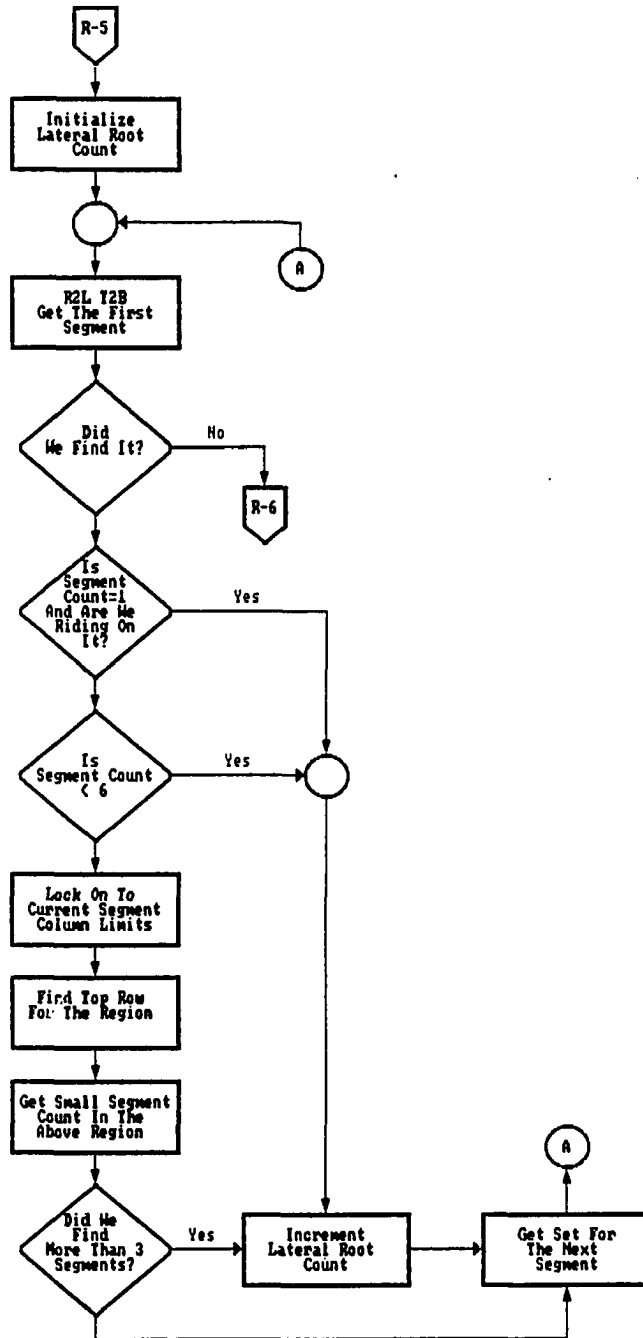 R-5
Initialize
Lateral Root
Count
A
R2L T2B
Get The First
Segment
Did
We Find It?
No
R-6
Is
Segment
Count=1
And Are We
Riding On
It?
Yes
Is
Segment Count
< 6
Yes
Lock On To
Current Segment
Column Limits
Find Top Row
For The Region
Get Small Segment
Count In The
Above Region
A
Did We
Find
More Than 3
Segments?
Yes
Increment
Lateral Root
Count
Get Set For
The Next
Segment